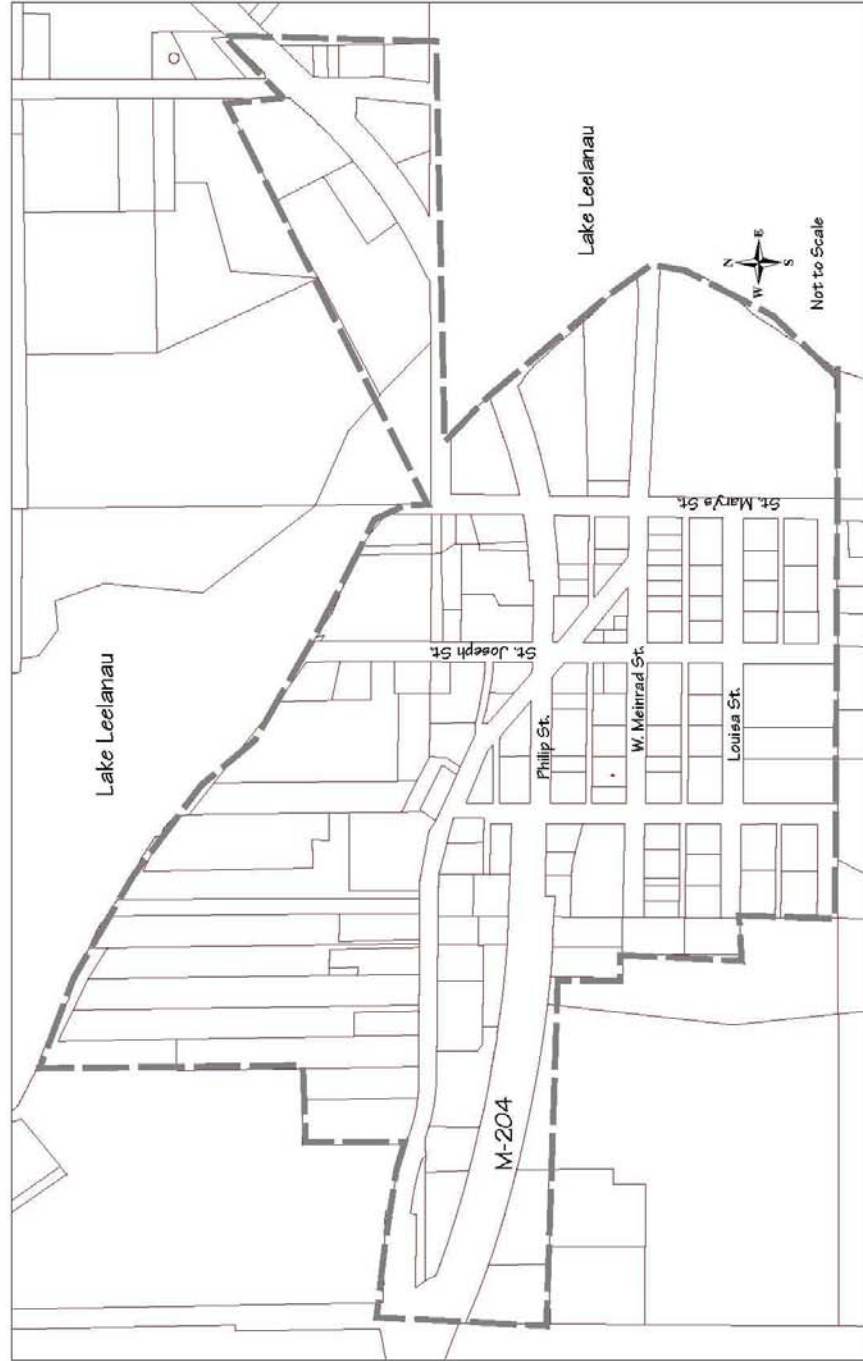 Lake Leelanau
Lake Leelanau
N
W
E
S
Not to Scale
St. Joseph St.
St. Mary's St.
Philip St.
W. Meinrad St.
Louisa St.
M-204